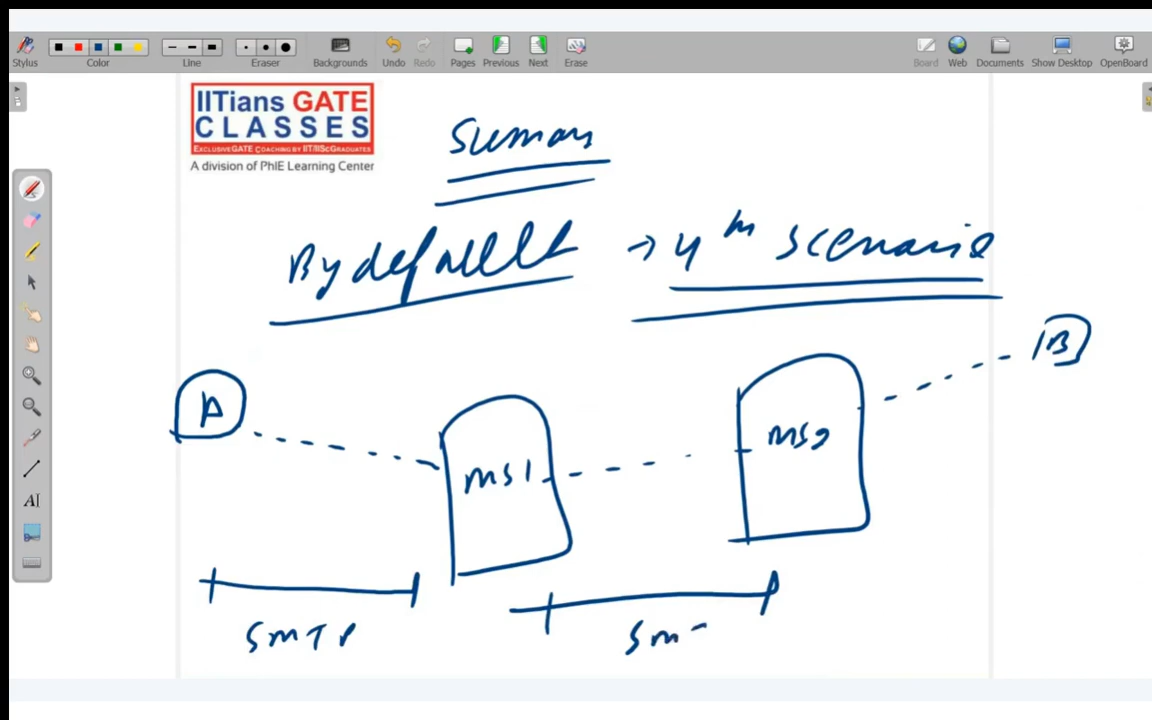 Stylus
Color
Line
Eraser
Backgrounds
Undo
Redo
Pages
Previous
Next
Erase
Board
Web
Documents
Show Desktop
OpenBoard
IITians GATE
CLASSES
EXCLUSIVE GATE COACHING BY IIT/IISc GRADUATES
A division of PhIE Learning Center
By default → 4th scenario
A
MS1
MS2
B
SMTP
SM
AI